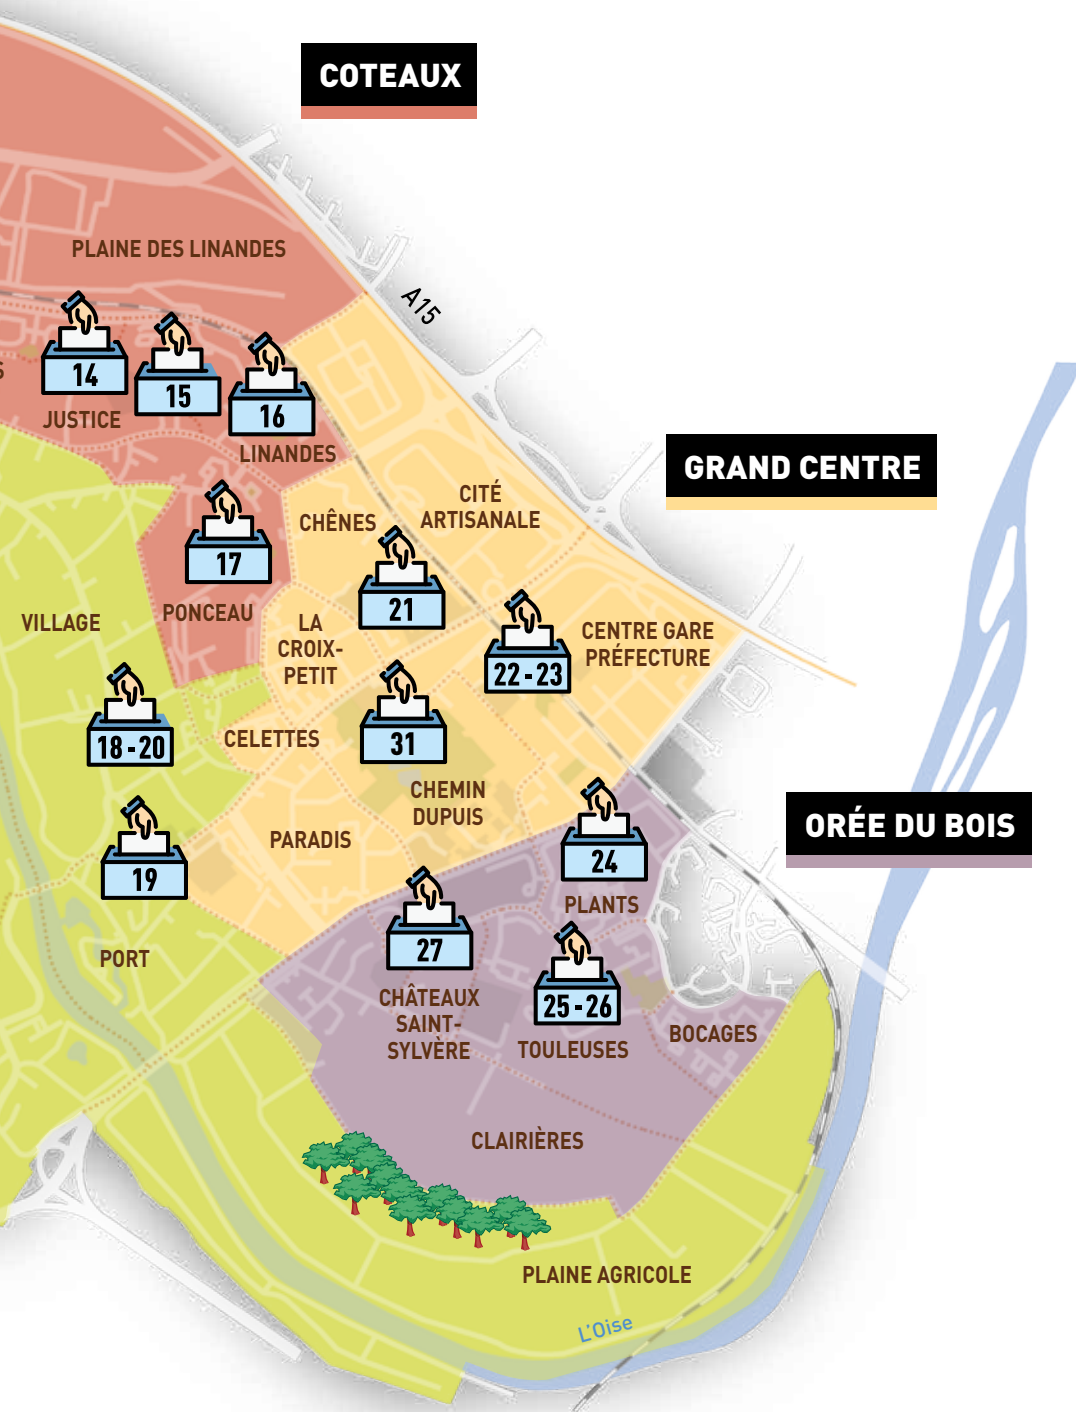 COTEAUX
PLAINE DES LINANDES
A15
14
15
16
S
JUSTICE
LINANDES
GRAND CENTRE
CITÉ
ARTISANALE
CHÊNES
17
21
PONCEAU
VILLAGE
LA
CROIX-
PETIT
22-23
CENTRE GARE
PRÉFECTURE
18-20
CELETTES
31
CHEMIN
DUPUIS
ORÉE DU BOIS
PARADIS
24
19
PLANTS
PORT
27
25-26
CHÂTEAUX
SAINT-
SYLVÈRE
TOULEUSES
BOCAGES
CLAIRIÈRES
PLAINE AGRICOLE
L'Oise